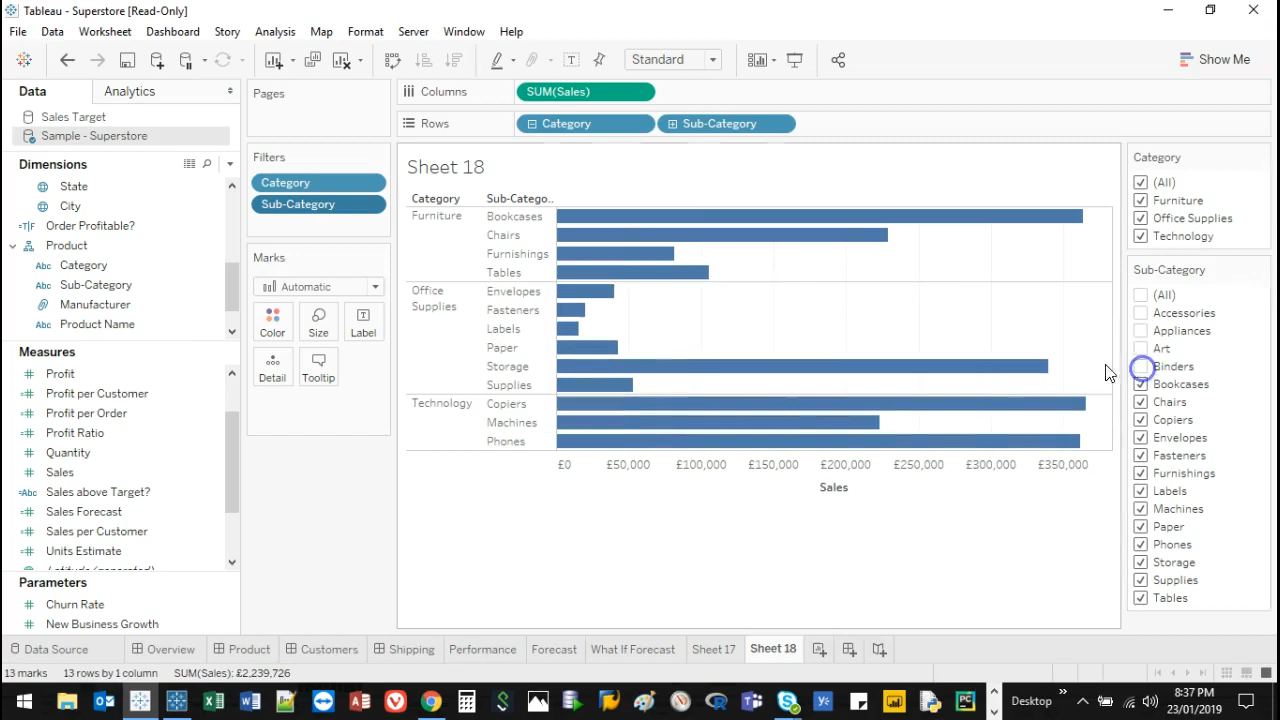 Tableau - Superstore [Read-Only]
File Data Worksheet Dashboard Story Analysis Map Format Server Window Help
Standard
Show Me
Data Analytics
Sales Target
Sample - Superstore
Dimensions
State
City
=T|F Order Profitable?
Product
Abc Category
Abc Sub-Category
Manufacturer
Abc Product Name
Measures
# Profit
=# Profit per Customer
=# Profit per Order
=# Profit Ratio
# Quantity
# Sales
=Abc Sales above Target?
=# Sales Forecast
=# Sales per Customer
=# Units Estimate
Parameters
# Churn Rate
# New Business Growth
Pages
Filters
Category
Sub-Category
Marks
Automatic
Color Size Label
Detail Tooltip
Columns SUM(Sales)
Rows Category Sub-Category
Sheet 18
Category Sub-Catego..
Furniture Bookcases
Chairs
Furnishings
Tables
Office Supplies Envelopes
Fasteners
Labels
Paper
Storage
Supplies
Technology Copiers
Machines
Phones
£0 £50,000 £100,000 £150,000 £200,000 £250,000 £300,000 £350,000
Sales
Category
(All)
Furniture
Office Supplies
Technology
Sub-Category
(All)
Accessories
Appliances
Art
Binders
Bookcases
Chairs
Copiers
Envelopes
Fasteners
Furnishings
Labels
Machines
Paper
Phones
Storage
Supplies
Tables
Data Source Overview Product Customers Shipping Performance Forecast What If Forecast Sheet 17 Sheet 18
13 marks 13 rows by 1 column SUM(Sales): £2,239,726
Desktop
8:37 PM
23/01/2019